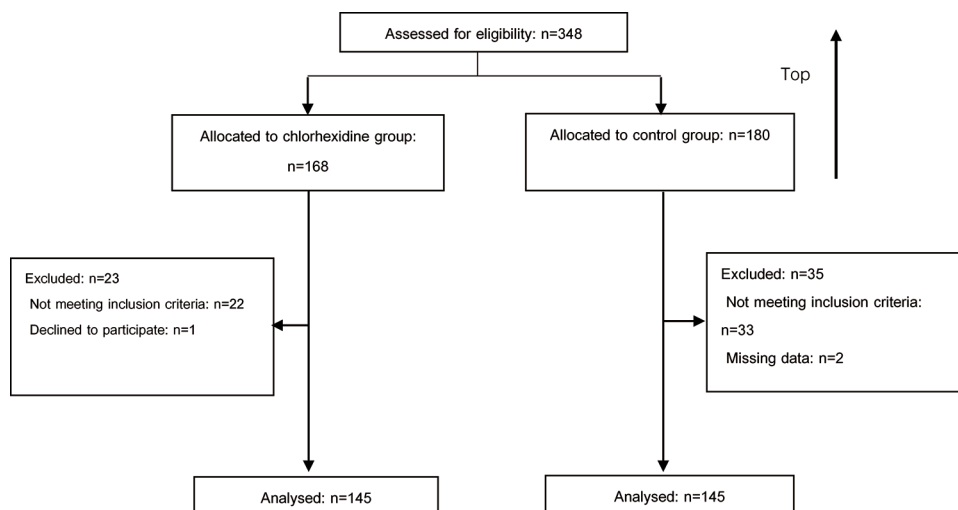 Assessed for eligibility: n=348
Top
Allocated to chlorhexidine group:
n=168
Allocated to control group: n=180
Excluded: n=23
Not meeting inclusion criteria: n=22
Declined to participate: n=1
Excluded: n=35
Not meeting inclusion criteria:
n=33
Missing data: n=2
Analysed: n=145
Analysed: n=145